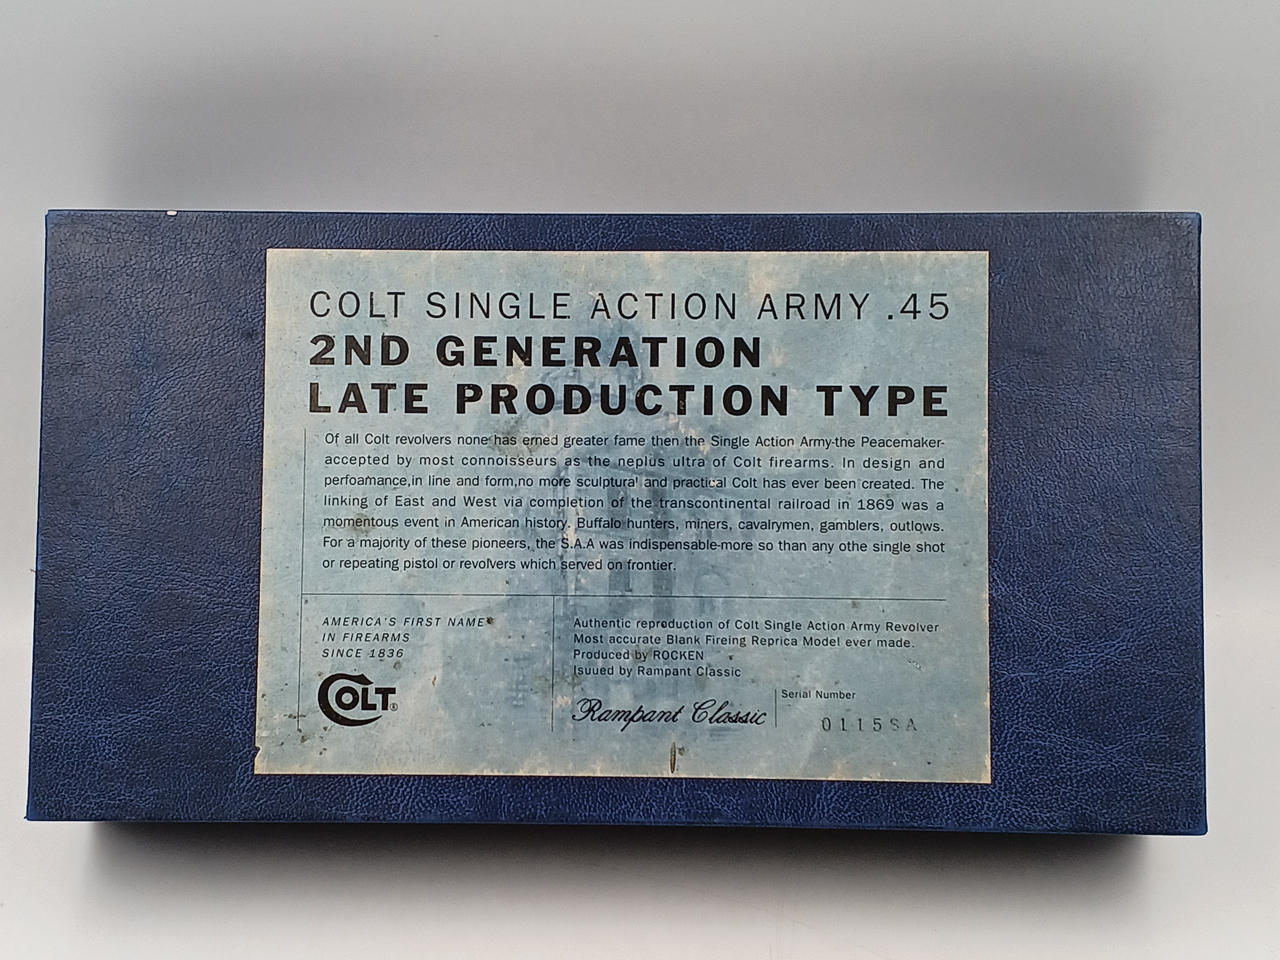 COLT SINGLE ACTION ARMY .45
2ND GENERATION
LATE PRODUCTION TYPE
Of all Colt revolvers none has erned greater fame then the Single Action Army-the Peacemaker-
accepted by most connoisseurs as the neplus ultra of Colt firearms. In design and
perfoamance,in line and form,no more sculptural and practical Colt has ever been created. The
linking of East and West via completion of the transcontinental railroad in 1869 was a
momentous event in American history. Buffalo hunters, miners, cavalrymen, gamblers, outlows.
For a majority of these pioneers, the S.A.A was indispensable-more so than any othe single shot
or repeating pistol or revolvers which served on frontier.
AMERICA'S FIRST NAME
IN FIREARMS
SINCE 1836
COLT®
Authentic reproduction of Colt Single Action Army Revolver
Most accurate Blank Fireing Reprica Model ever made.
Produced by ROCKEN
Isuued by Rampant Classic
Rampant Classic
Serial Number
0115SA